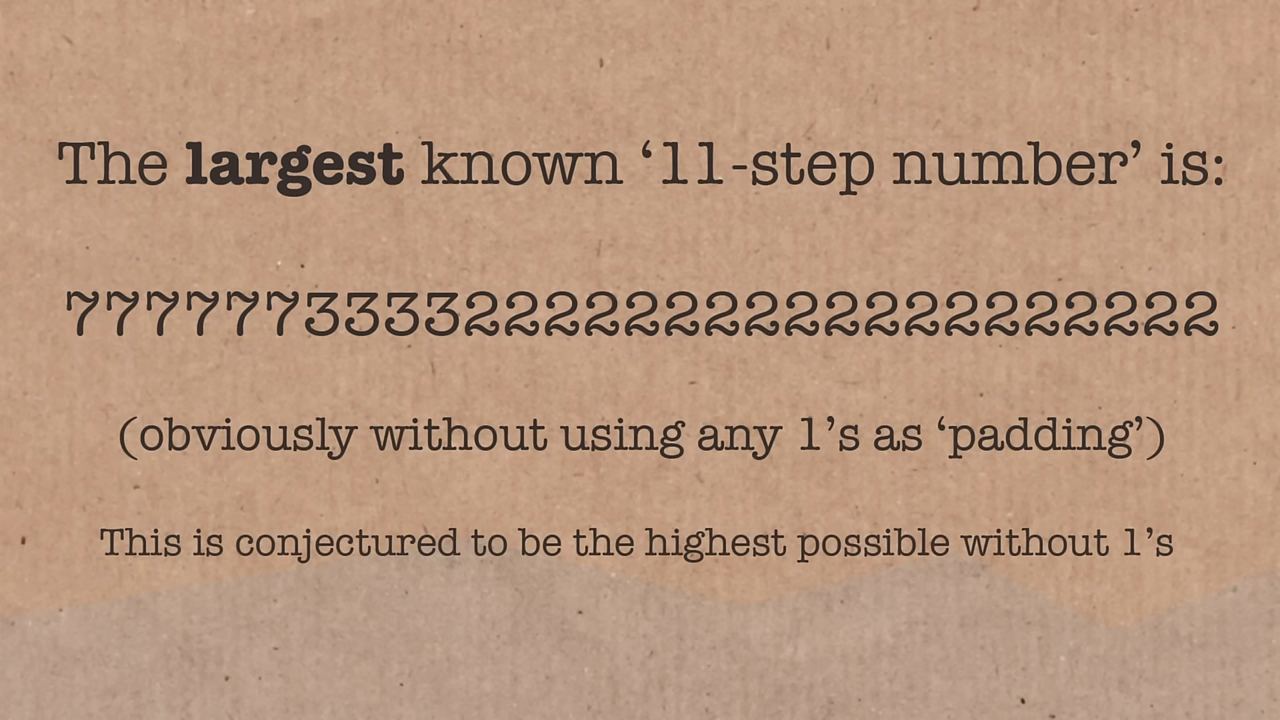 The largest known ‘11-step number’ is:
77777733332222222222222222222
(obviously without using any 1’s as ‘padding’)
This is conjectured to be the highest possible without 1’s